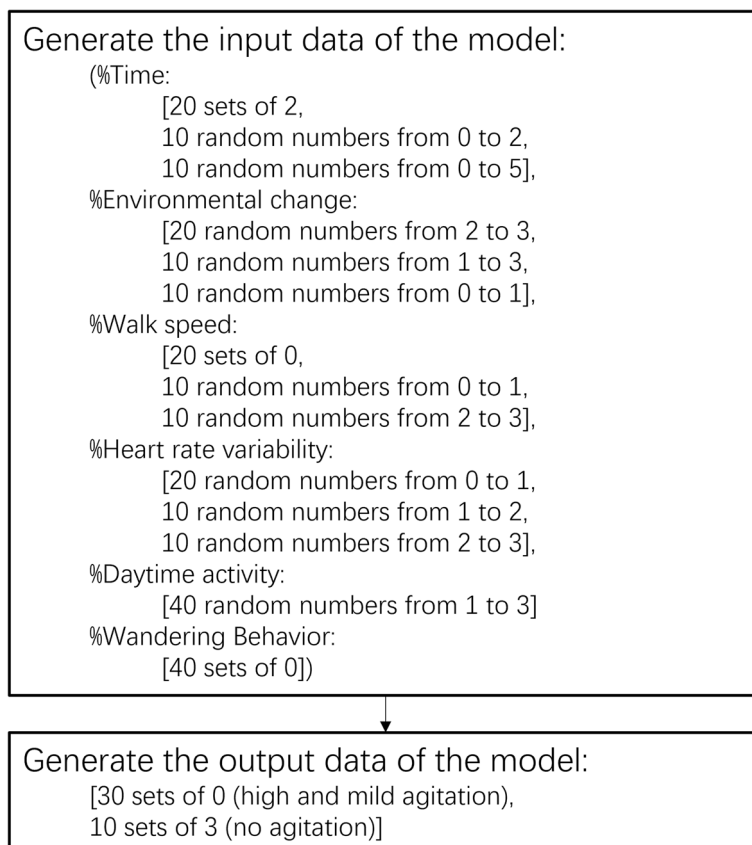 Generate the input data of the model:
(%Time:
[20 sets of 2,
10 random numbers from 0 to 2,
10 random numbers from 0 to 5],
%Environmental change:
[20 random numbers from 2 to 3,
10 random numbers from 1 to 3,
10 random numbers from 0 to 1],
%Walk speed:
[20 sets of 0,
10 random numbers from 0 to 1,
10 random numbers from 2 to 3],
%Heart rate variability:
[20 random numbers from 0 to 1,
10 random numbers from 1 to 2,
10 random numbers from 2 to 3],
%Daytime activity:
[40 random numbers from 1 to 3]
%Wandering Behavior:
[40 sets of 0])
Generate the output data of the model:
[30 sets of 0 (high and mild agitation),
10 sets of 3 (no agitation)]